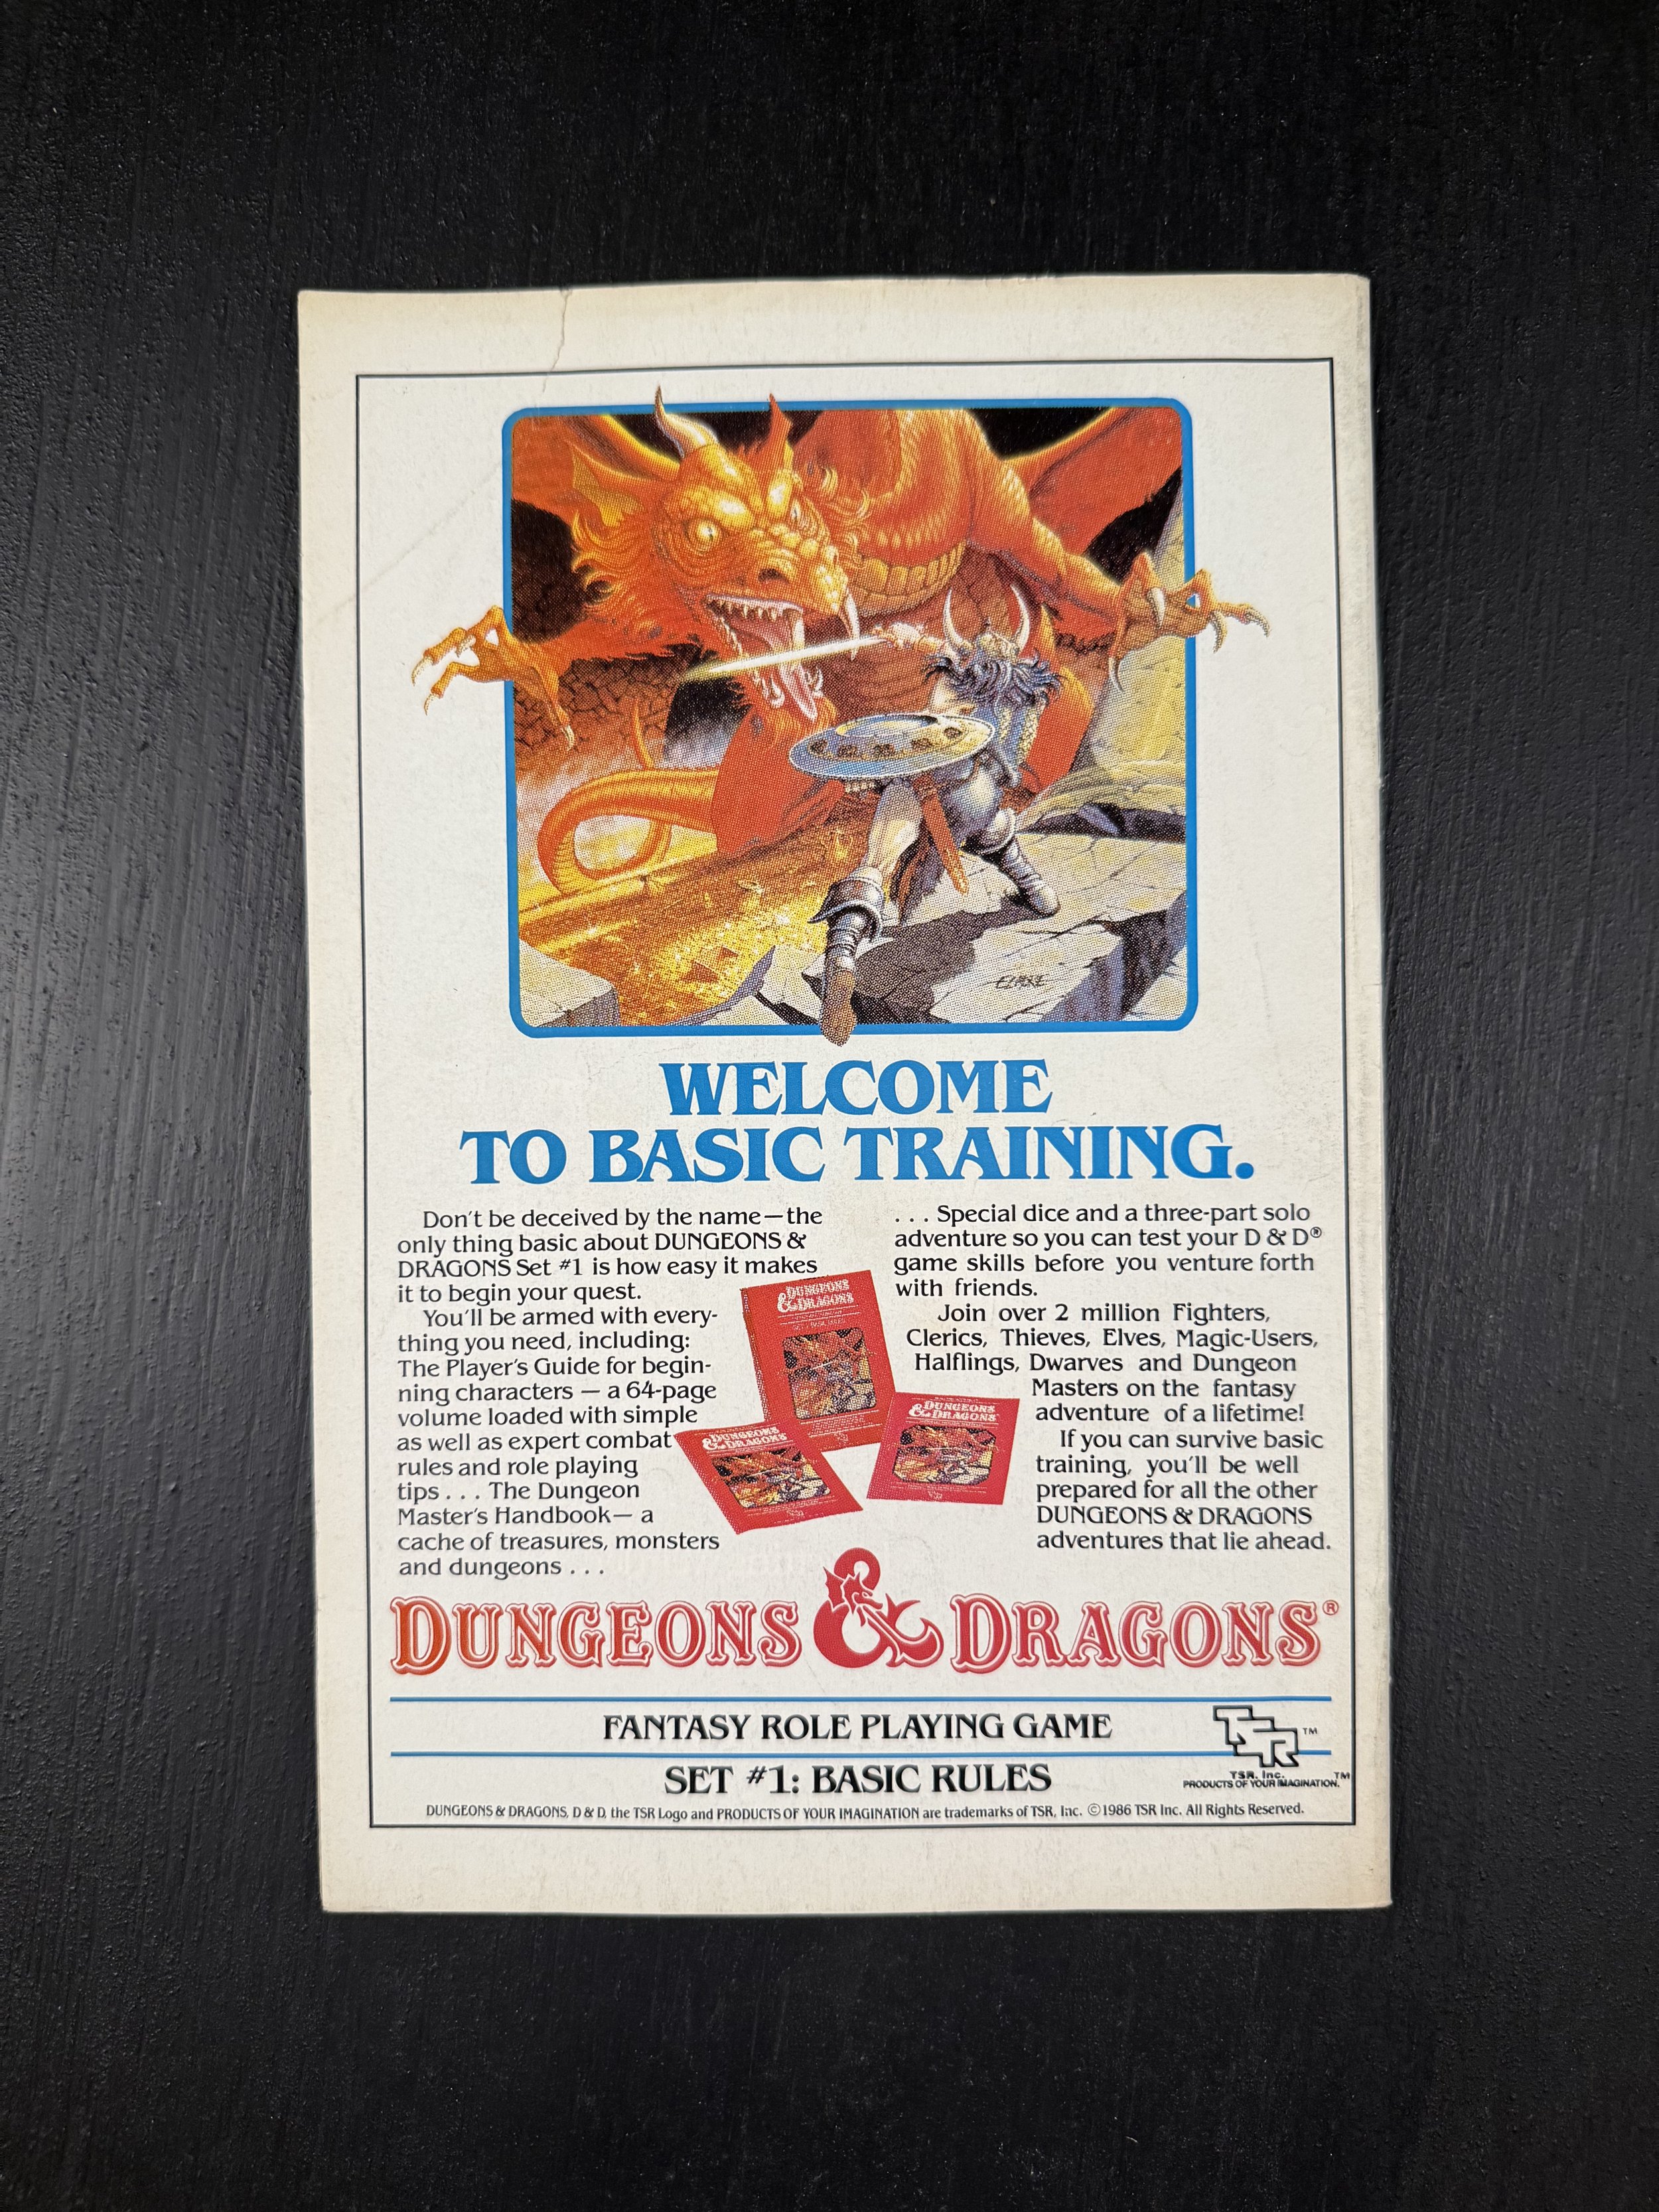 WELCOME
TO BASIC TRAINING.
Don't be deceived by the name—the
only thing basic about DUNGEONS &
DRAGONS Set #1 is how easy it makes
it to begin your quest.
You'll be armed with every-
thing you need, including:
The Player's Guide for begin-
ning characters — a 64-page
volume loaded with simple
as well as expert combat
rules and role playing
tips . . . The Dungeon
Master's Handbook— a
cache of treasures, monsters
and dungeons . . .
. . . Special dice and a three-part solo
adventure so you can test your D & D®
game skills before you venture forth
with friends.
Join over 2 million Fighters,
Clerics, Thieves, Elves, Magic-Users,
Halflings, Dwarves and Dungeon
Masters on the fantasy
adventure of a lifetime!
If you can survive basic
training, you'll be well
prepared for all the other
DUNGEONS & DRAGONS
adventures that lie ahead.
DUNGEONS
& DRAGONS
DUNGEONS
& DRAGONS
DUNGEONS
& DRAGONS
DUNGEONS & DRAGONS®
FANTASY ROLE PLAYING GAME
SET #1: BASIC RULES
TSR™
TSR, Inc.
PRODUCTS OF YOUR IMAGINATION.™
DUNGEONS & DRAGONS, D & D, the TSR Logo and PRODUCTS OF YOUR IMAGINATION are trademarks of TSR, Inc. ©1986 TSR Inc. All Rights Reserved.